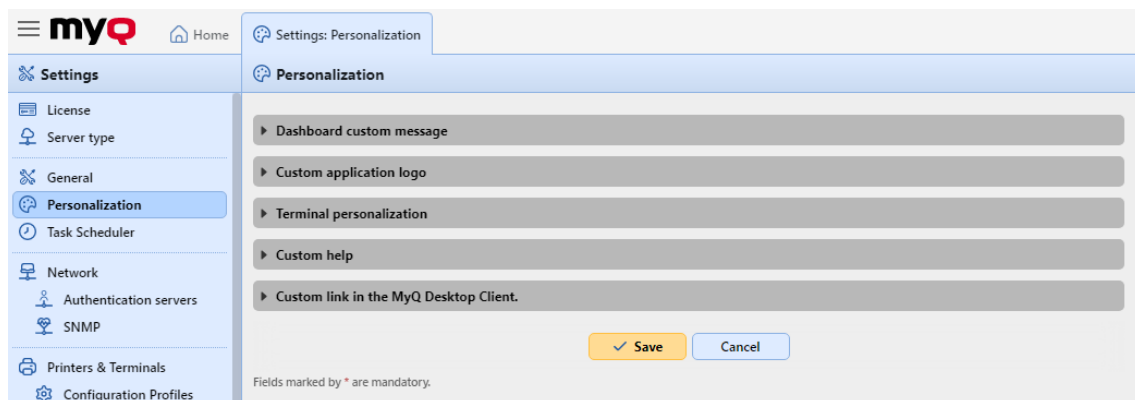 myQ
Home
Settings: Personalization
Settings
Personalization
License
Server type
General
Personalization
Task Scheduler
Network
Authentication servers
SNMP
Printers & Terminals
Configuration Profiles
Dashboard custom message
Custom application logo
Terminal personalization
Custom help
Custom link in the MyQ Desktop Client.
Save
Cancel
Fields marked by * are mandatory.